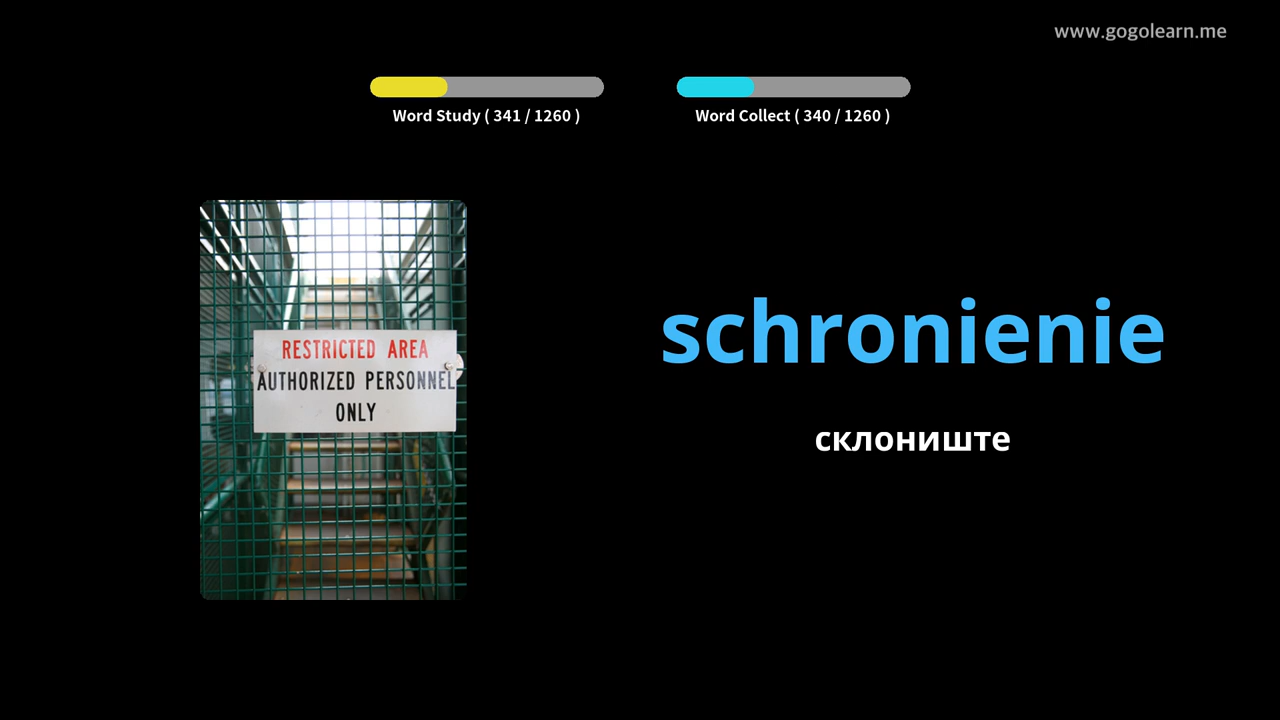 www.gogolearn.me
Word Study ( 341 / 1260 )
Word Collect ( 340 / 1260 )
RESTRICTED AREA
AUTHORIZED PERSONNEL
ONLY
schronienie
склониште